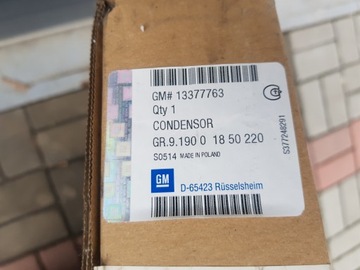 GM# 13377763
Qty 1
CONDENSOR
GR.9.190 0 18 50 220
S0514 MADE IN POLAND
GM
D-65423 Rüsselsheim
S377248291